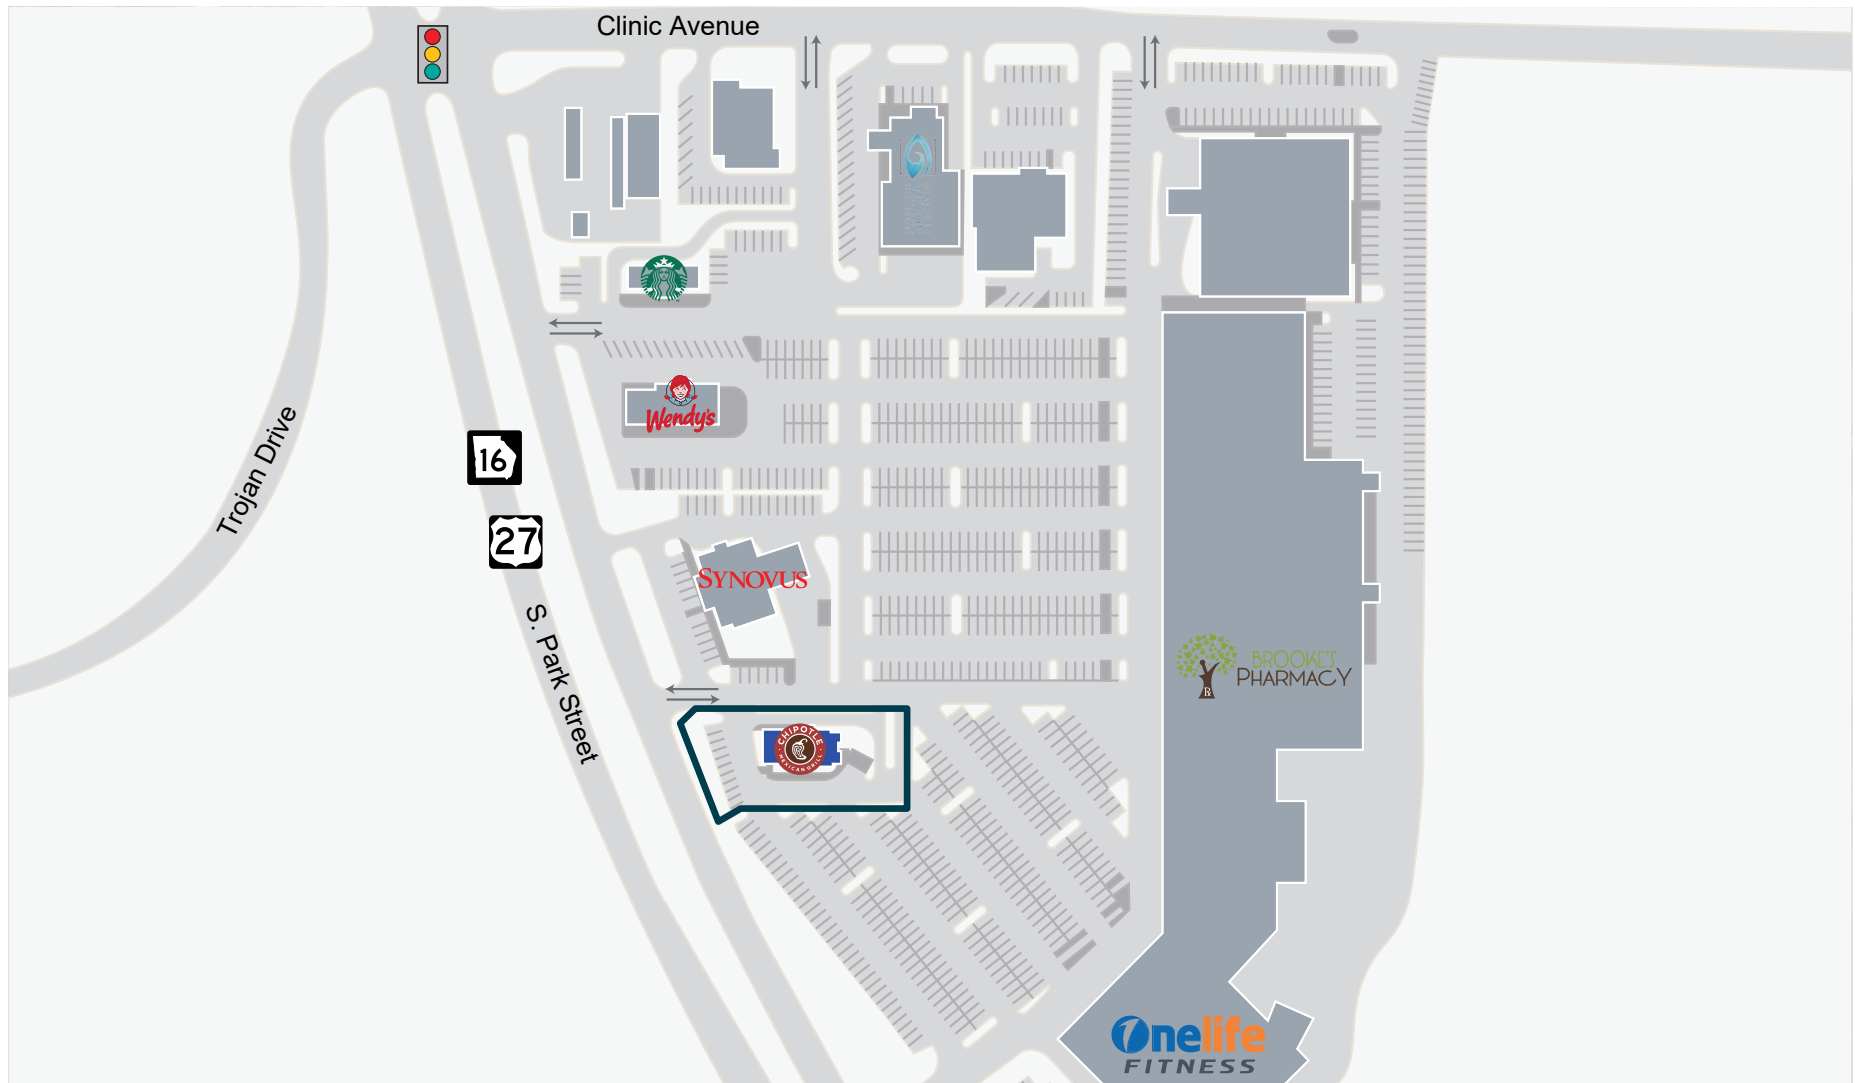 Clinic Avenue
Trojan Drive
16
27
Wendy's
SYNOVUS
S. Park Street
BROOKE'S
PHARMACY
R
CHIPOTLE
MEXICAN GRILL
Onelife
FITNESS